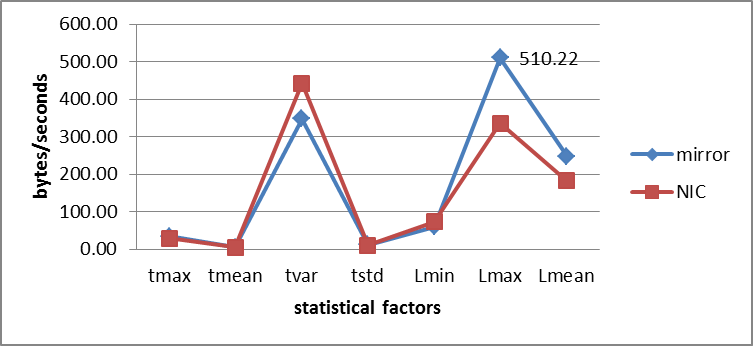 600.00
500.00
400.00
300.00
200.00
100.00
0.00
bytes/seconds
510.22
tmax tmean tvar tstd Lmin Lmax Lmean
statistical factors
mirror
NIC